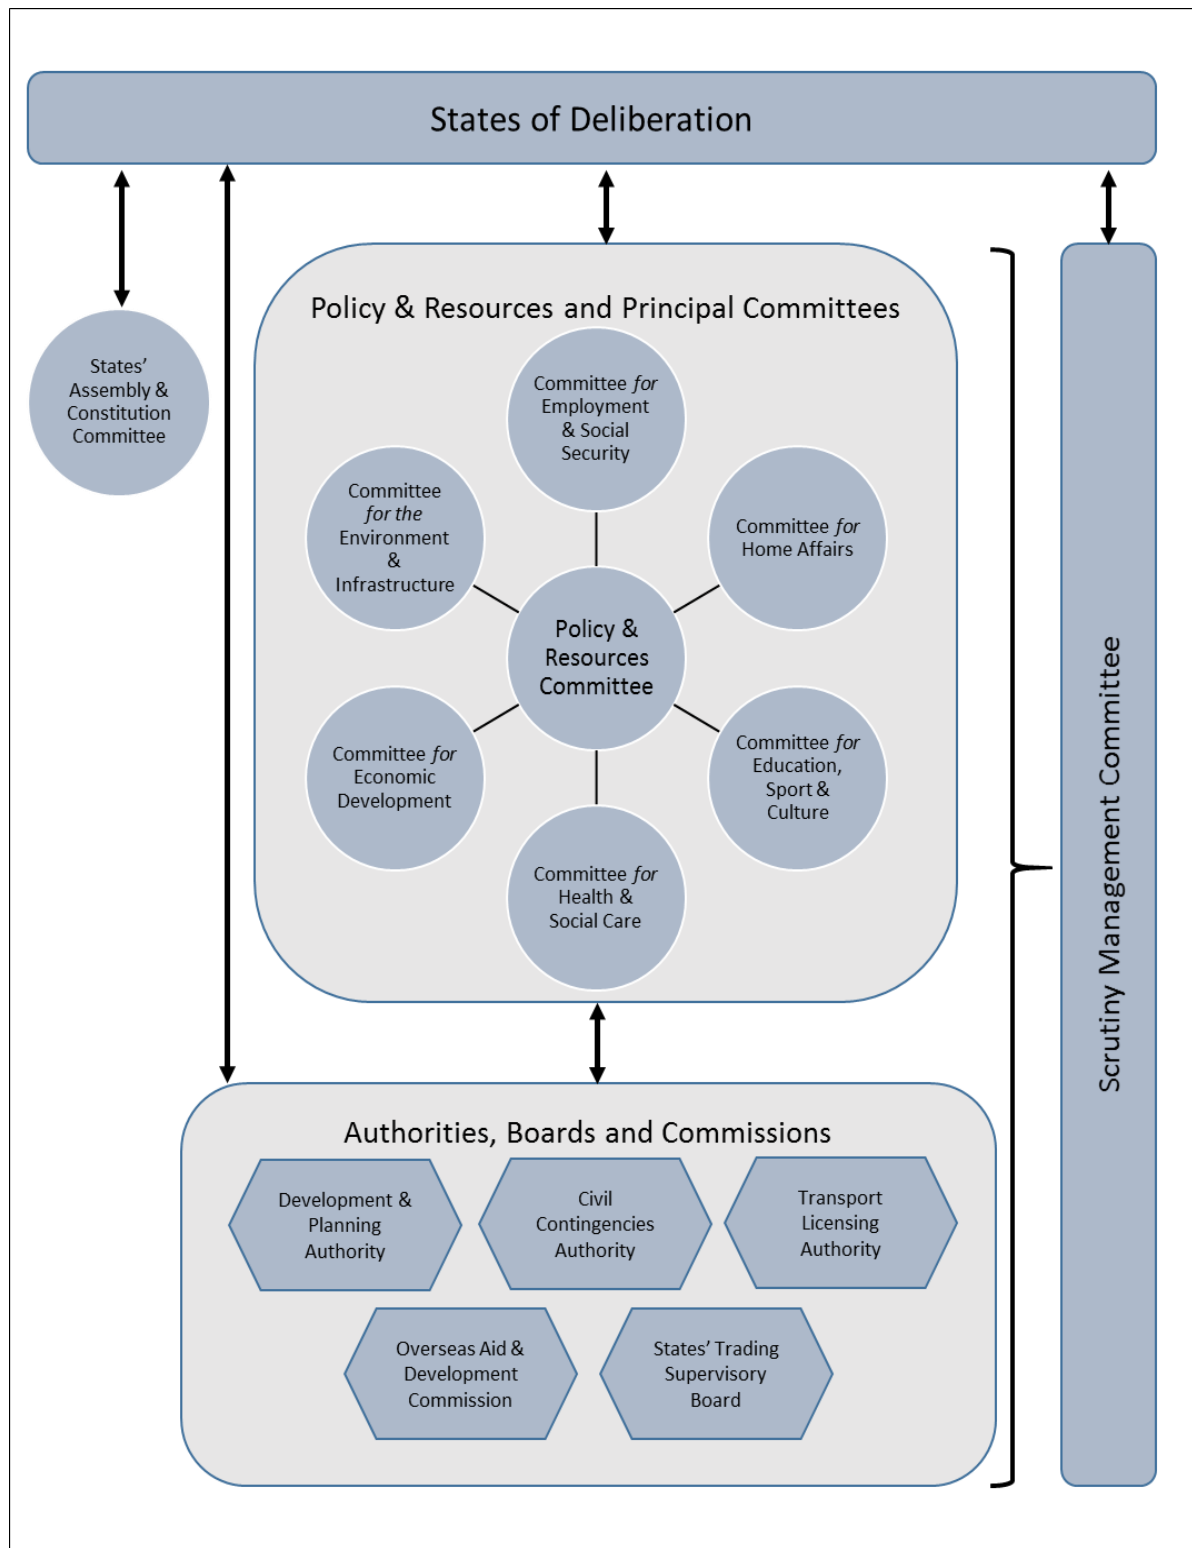 States of Deliberation
States’
Assembly &
Constitution
Committee
Policy & Resources and Principal Committees
Committee for
Employment
& Social
Security
Committee
for the
Environment
&
Infrastructure
Committee for
Home Affairs
Policy &
Resources
Committee
Committee for
Economic
Development
Committee for
Education,
Sport &
Culture
Committee for
Health &
Social Care
Scrutiny Management Committee
Authorities, Boards and Commissions
Development &
Planning
Authority
Civil
Contingencies
Authority
Transport
Licensing
Authority
Overseas Aid &
Development
Commission
States’ Trading
Supervisory
Board